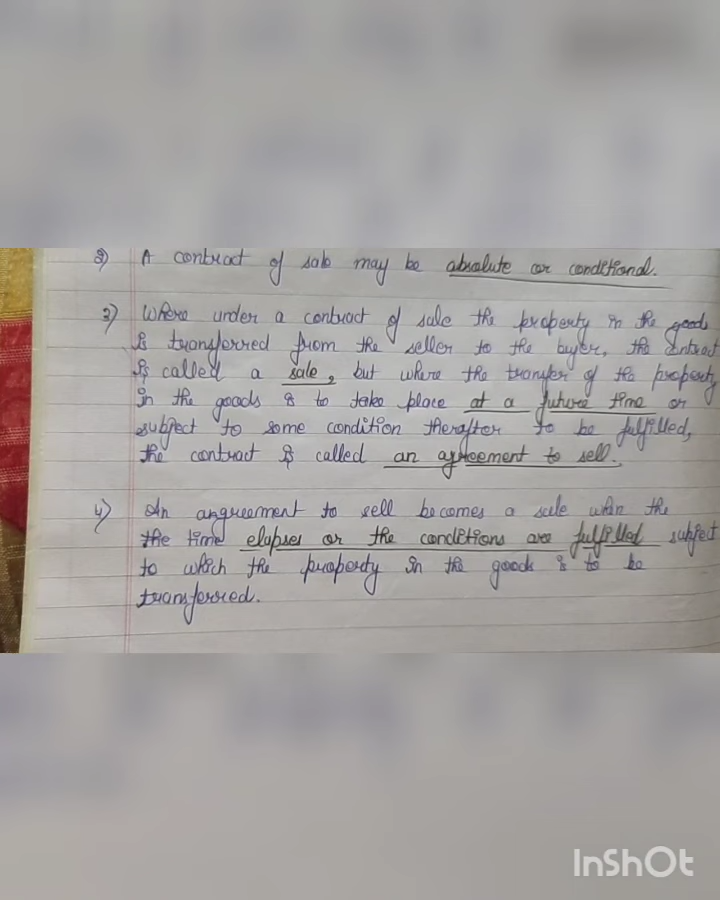 2) A contract of sale may be absolute or conditional.
3) Where under a contract of sale the property in the goods
is transferred from the seller to the buyer, the contract
is called a sale, but where the transfer of the property
in the goods is to take place at a future time or
subject to some condition therafter to be fulfilled,
the contract is called an agreement to sell.
4) An angreement to sell becomes a sale when the
the time elapses or the conditions are fulfilled subject
to which the property in the goods is to be
transferred.
InShOt